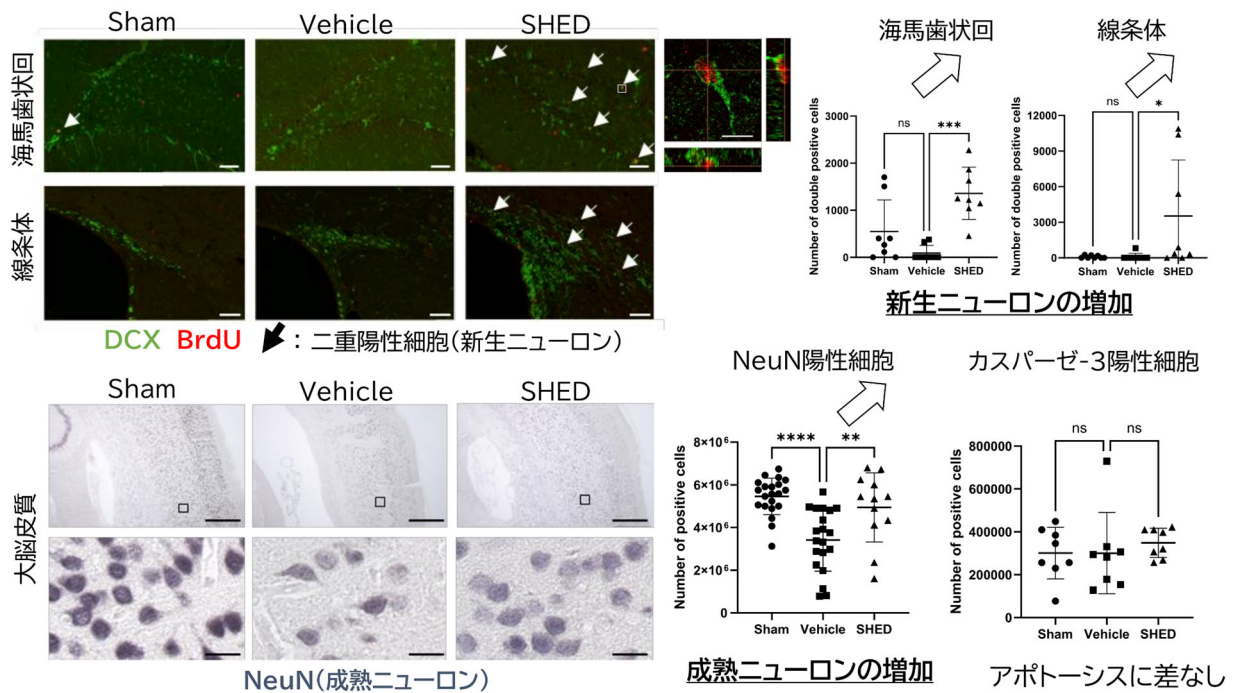 Sham Vehicle SHED
海馬歯状回
線条体
DCX BrdU : 二重陽性細胞(新生ニューロン)
海馬歯状回 線条体
Number of double positive cells
3000
2000
1000
0
ns ***
Sham Vehicle SHED
Number of double positive cells
12000
9000
6000
3000
0
ns *
Sham Vehicle SHED
新生ニューロンの増加
Sham Vehicle SHED
大脳皮質
NeuN(成熟ニューロン)
NeuN陽性細胞
Number of positive cells
8×10⁶
6×10⁶
4×10⁶
2×10⁶
0
**** **
Sham Vehicle SHED
成熟ニューロンの増加
カスパーゼ-3陽性細胞
Number of positive cells
800000
600000
400000
200000
0
ns ns
Sham Vehicle SHED
アポトーシスに差なし